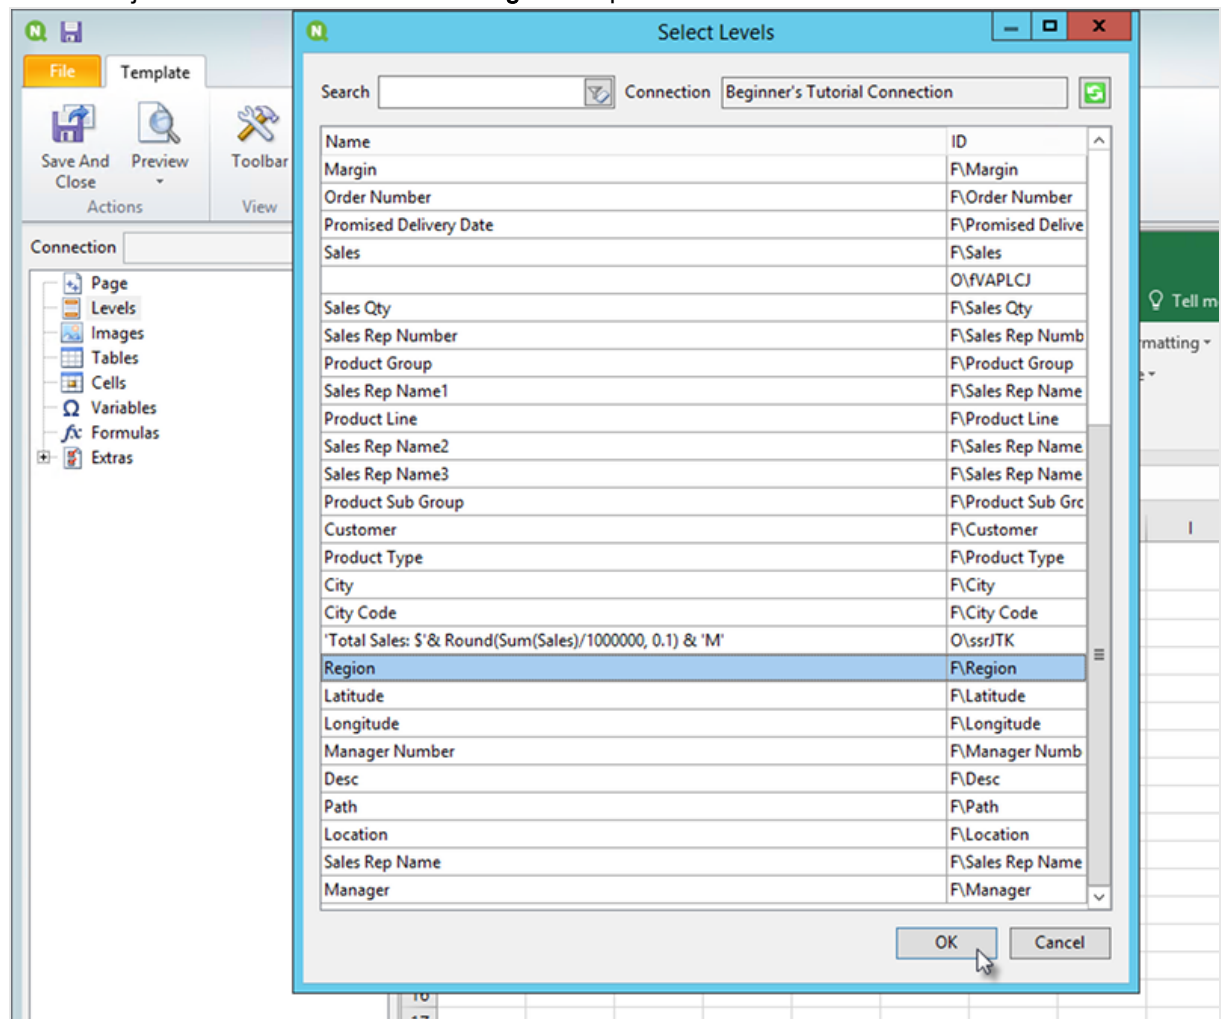 Select Levels
File Template
Search Connection Beginner's Tutorial Connection
Save And Close Preview Toolbar
Actions View
Connection
Page
Levels
Images
Tables
Cells
Variables
Formulas
Extras
Name ID
Margin F\Margin
Order Number F\Order Number
Promised Delivery Date F\Promised Delive
Sales F\Sales
O\fVAPLCJ
Sales Qty F\Sales Qty
Sales Rep Number F\Sales Rep Numb
Product Group F\Product Group
Sales Rep Name1 F\Sales Rep Name
Product Line F\Product Line
Sales Rep Name2 F\Sales Rep Name
Sales Rep Name3 F\Sales Rep Name
Product Sub Group F\Product Sub Grc
Customer F\Customer
Product Type F\Product Type
City F\City
City Code F\City Code
'Total Sales: $'& Round(Sum(Sales)/1000000, 0.1) & 'M' O\ssrJTK
Region F\Region
Latitude F\Latitude
Longitude F\Longitude
Manager Number F\Manager Numb
Desc F\Desc
Path F\Path
Location F\Location
Sales Rep Name F\Sales Rep Name
Manager F\Manager
OK Cancel
Tell m
matting
I